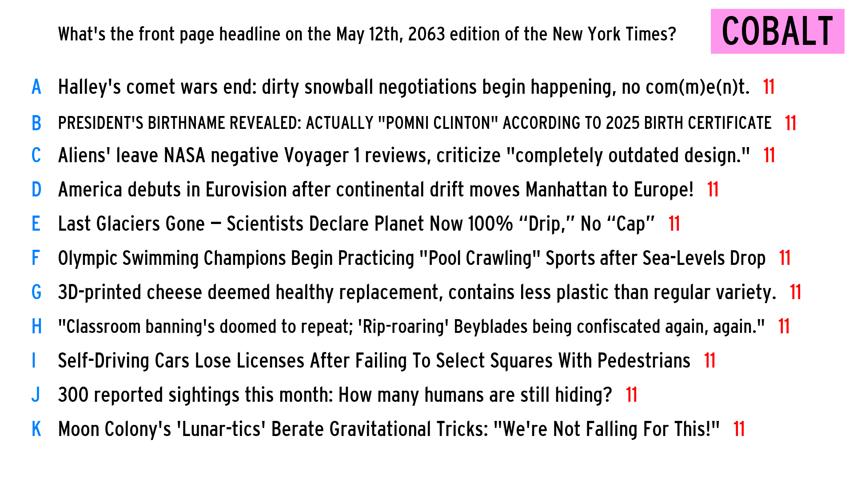 What's the front page headline on the May 12th, 2063 edition of the New York Times?
COBALT
A Halley's comet wars end: dirty snowball negotiations begin happening, no com(m)e(n)t. 11
B PRESIDENT'S BIRTHNAME REVEALED: ACTUALLY "POMNI CLINTON" ACCORDING TO 2025 BIRTH CERTIFICATE 11
C Aliens' leave NASA negative Voyager 1 reviews, criticize "completely outdated design." 11
D America debuts in Eurovision after continental drift moves Manhattan to Europe! 11
E Last Glaciers Gone – Scientists Declare Planet Now 100% “Drip,” No “Cap” 11
F Olympic Swimming Champions Begin Practicing "Pool Crawling" Sports after Sea-Levels Drop 11
G 3D-printed cheese deemed healthy replacement, contains less plastic than regular variety. 11
H "Classroom banning's doomed to repeat; 'Rip-roaring' Beyblades being confiscated again, again." 11
I Self-Driving Cars Lose Licenses After Failing To Select Squares With Pedestrians 11
J 300 reported sightings this month: How many humans are still hiding? 11
K Moon Colony's 'Lunar-tics' Berate Gravitational Tricks: "We're Not Falling For This!" 11